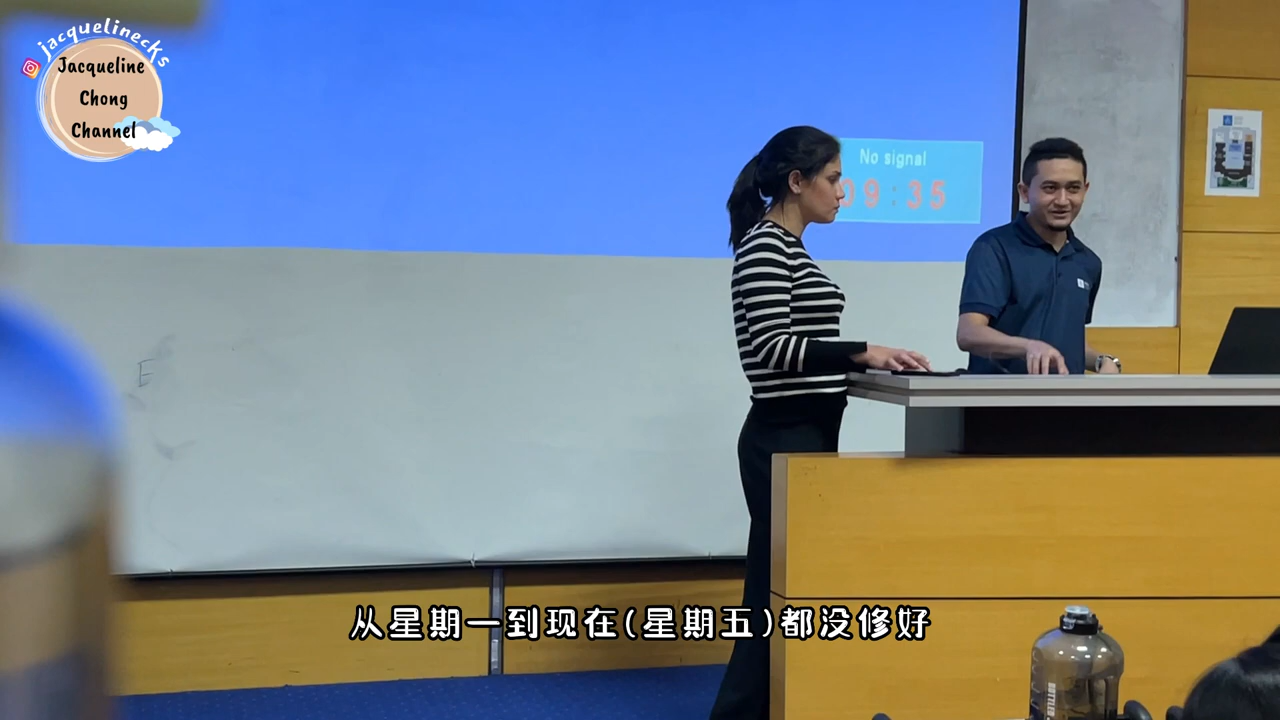 jacquelinecks
Jacqueline
Chong
Channel
No signal
09:35
E
从星期一到现在(星期五)都没修好